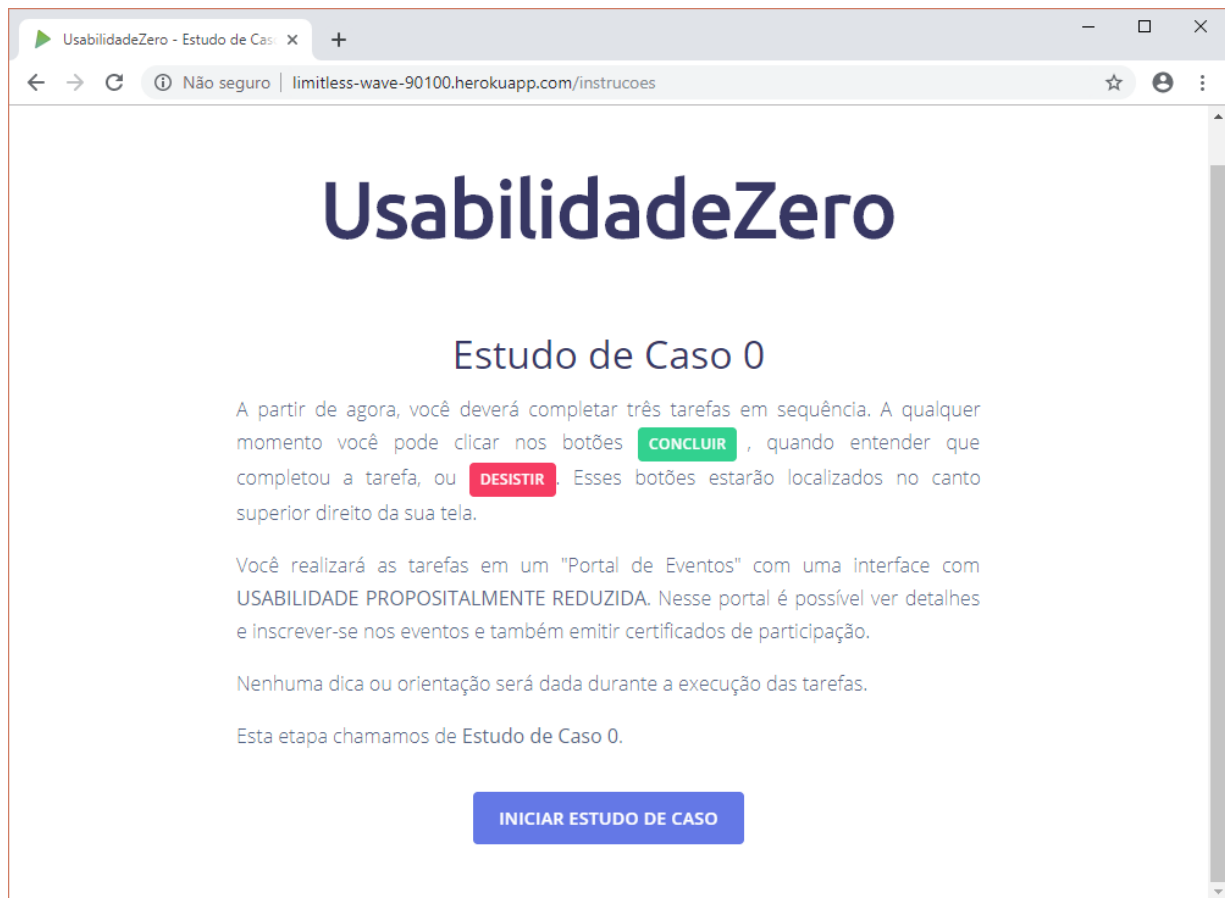 UsabilidadeZero - Estudo de Cas
Não seguro | limitless-wave-90100.herokuapp.com/instrucoes
UsabilidadeZero
Estudo de Caso 0
A partir de agora, você deverá completar três tarefas em sequência. A qualquer
momento você pode clicar nos botões CONCLUIR , quando entender que
completou a tarefa, ou DESISTIR. Esses botões estarão localizados no canto
superior direito da sua tela.
Você realizará as tarefas em um "Portal de Eventos" com uma interface com
USABILIDADE PROPOSITALMENTE REDUZIDA. Nesse portal é possível ver detalhes
e inscrever-se nos eventos e também emitir certificados de participação.
Nenhuma dica ou orientação será dada durante a execução das tarefas.
Esta etapa chamamos de Estudo de Caso 0.
INICIAR ESTUDO DE CASO